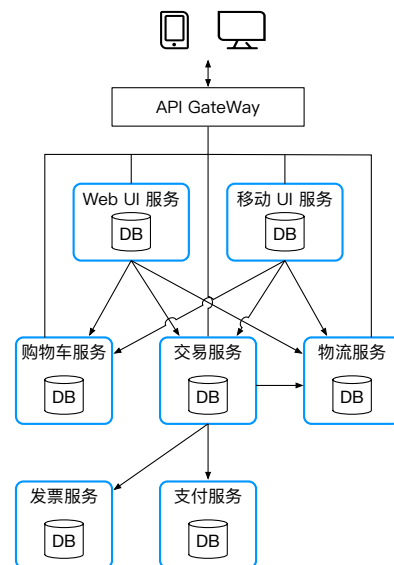 API GateWay
Web UI 服务
移动 UI 服务
DB
DB
购物车服务
交易服务
物流服务
DB
DB
DB
发票服务
支付服务
DB
DB